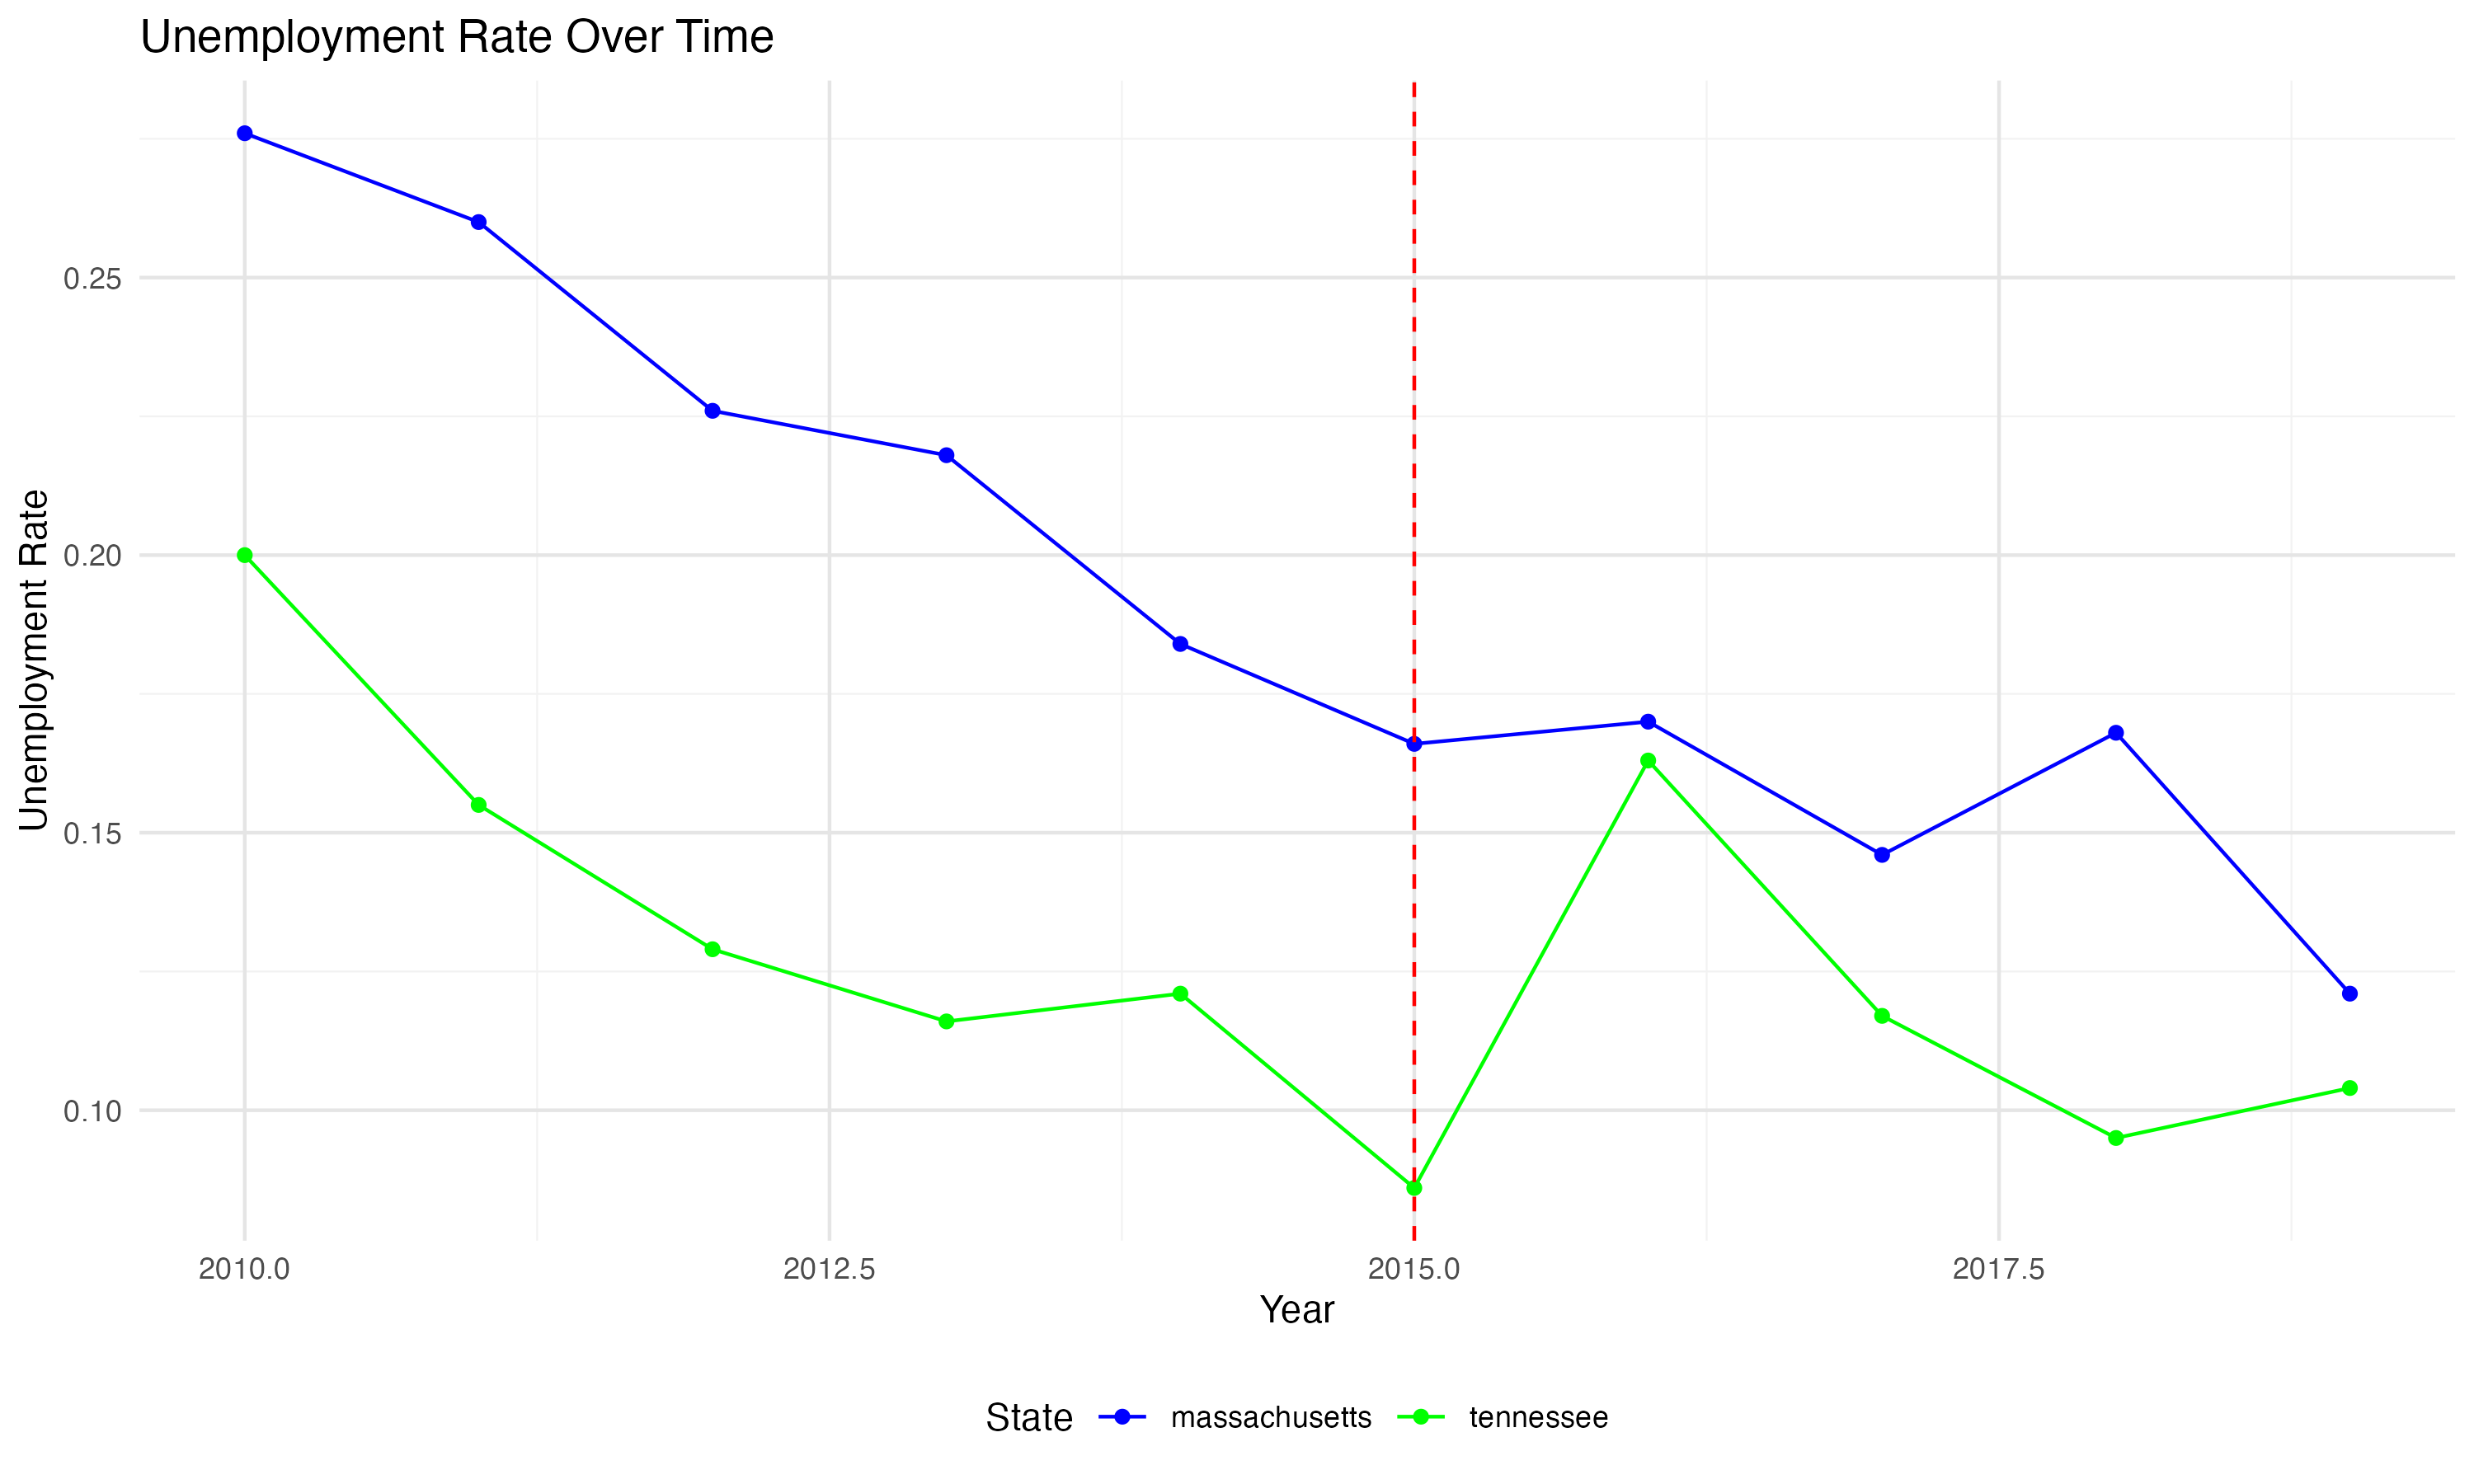 Unemployment Rate Over Time
Unemployment Rate
0.25
0.20
0.15
0.10
2010.0 2012.5 2015.0 2017.5
Year
State massachusetts tennessee